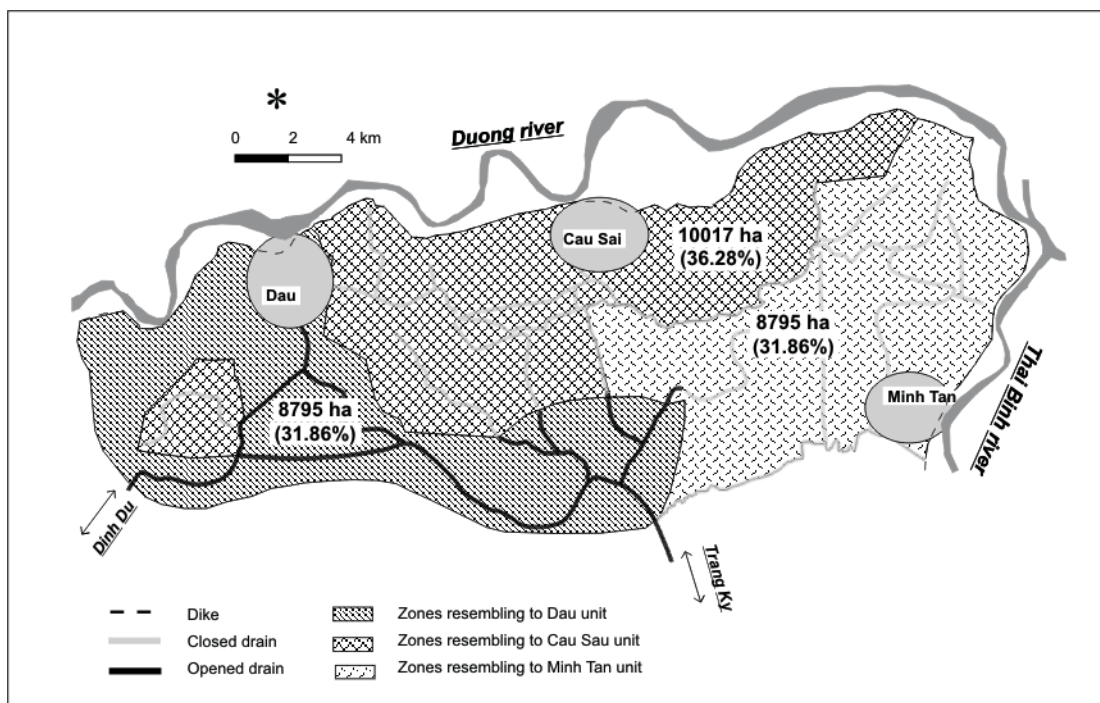 *
0 2 4 km
Duong river
Cau Sai
10017 ha
(36.28%)
Dau
8795 ha
(31.86%)
Minh Tan
Thai Binh river
8795 ha
(31.86%)
Dinh Du
Trang Ky
Dike
Closed drain
Opened drain
Zones resembling to Dau unit
Zones resembling to Cau Sau unit
Zones resembling to Minh Tan unit